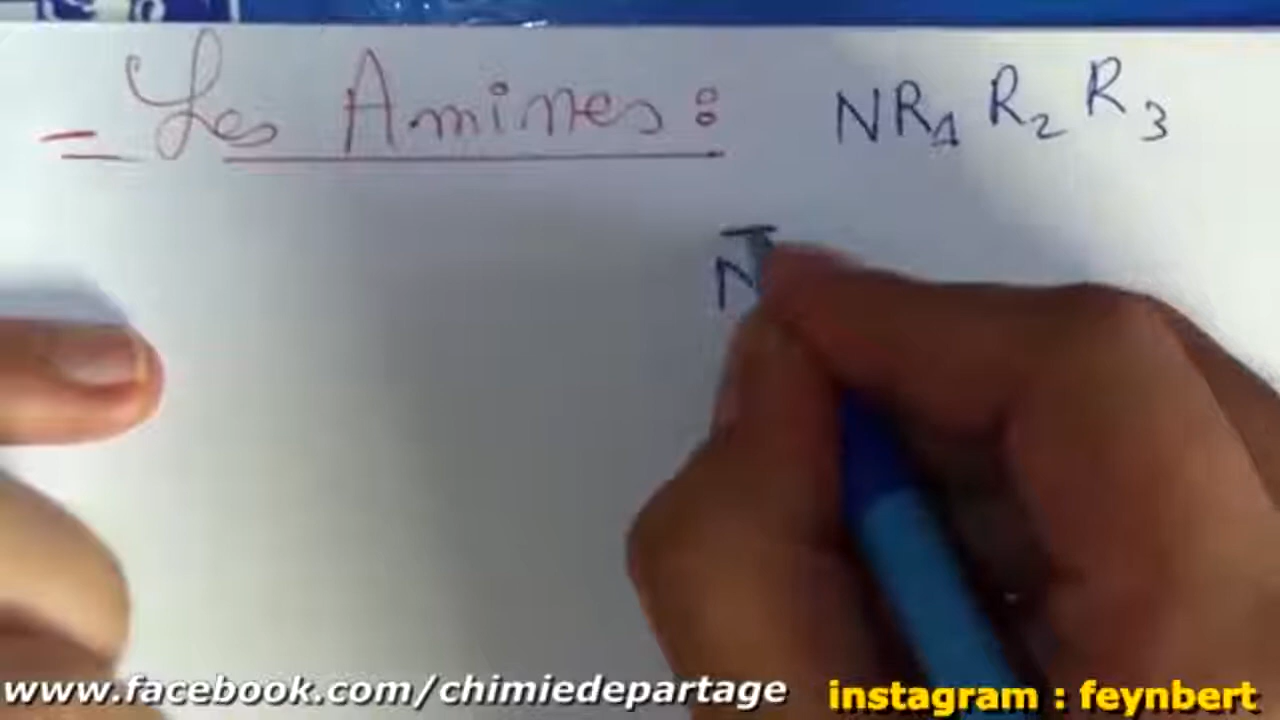 - Les Amines : NR₁ R₂ R₃
N
www.facebook.com/chimiedepartage instagram : feynbert